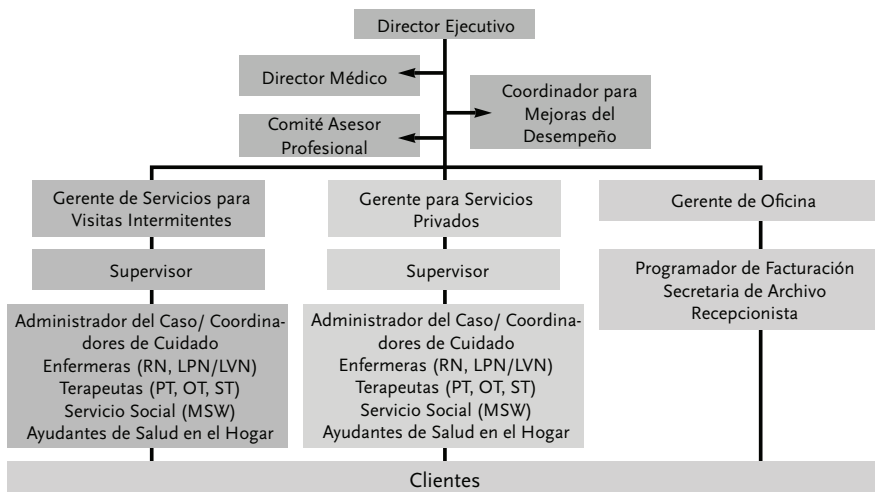 Director Ejecutivo
Director Médico
Coordinador para
Mejoras del
Desempeño
Comité Asesor
Profesional
Gerente de Servicios para
Visitas Intermitentes
Gerente para Servicios
Privados
Gerente de Oficina
Supervisor
Supervisor
Programador de Facturación
Secretaria de Archivo
Recepcionista
Administrador del Caso/ Coordina-
dores de Cuidado
Enfermeras (RN, LPN/LVN)
Terapeutas (PT, OT, ST)
Servicio Social (MSW)
Ayudantes de Salud en el Hogar
Administrador del Caso/ Coordina-
dores de Cuidado
Enfermeras (RN, LPN/LVN)
Terapeutas (PT, OT, ST)
Servicio Social (MSW)
Ayudantes de Salud en el Hogar
Clientes